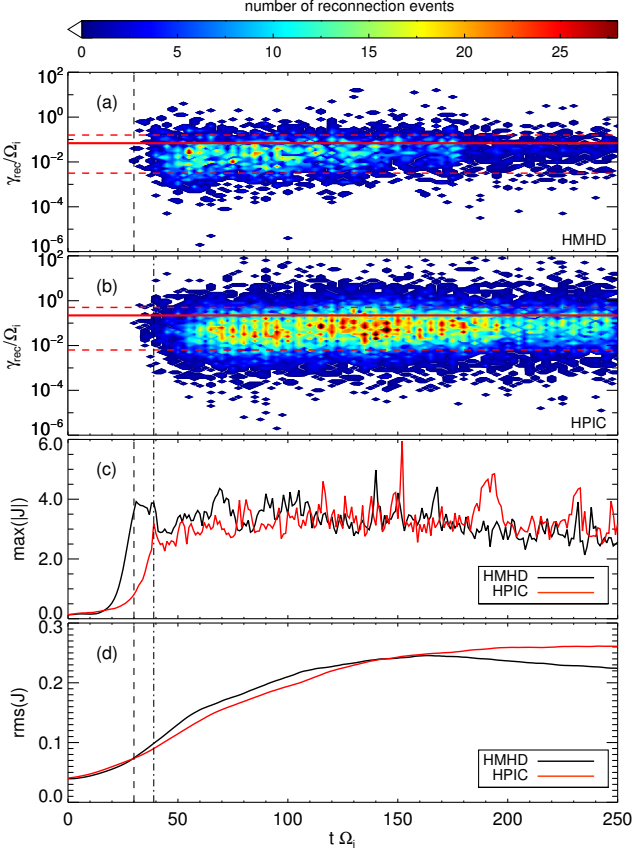 number of reconnection events
0 5 10 15 20 25
10² 
10⁰
10⁻²
10⁻⁴
10⁻⁶
γrec/Ωi
(a)
HMHD
10²
10⁰
10⁻²
10⁻⁴
10⁻⁶
γrec/Ωi
(b)
HPIC
6.0
4.0
2.0
0.0
max(|J|)
(c)
HMHD
HPIC
0.3
0.2
0.1
0.0
rms(J)
(d)
HMHD
HPIC
0 50 100 150 200 250
t Ωi